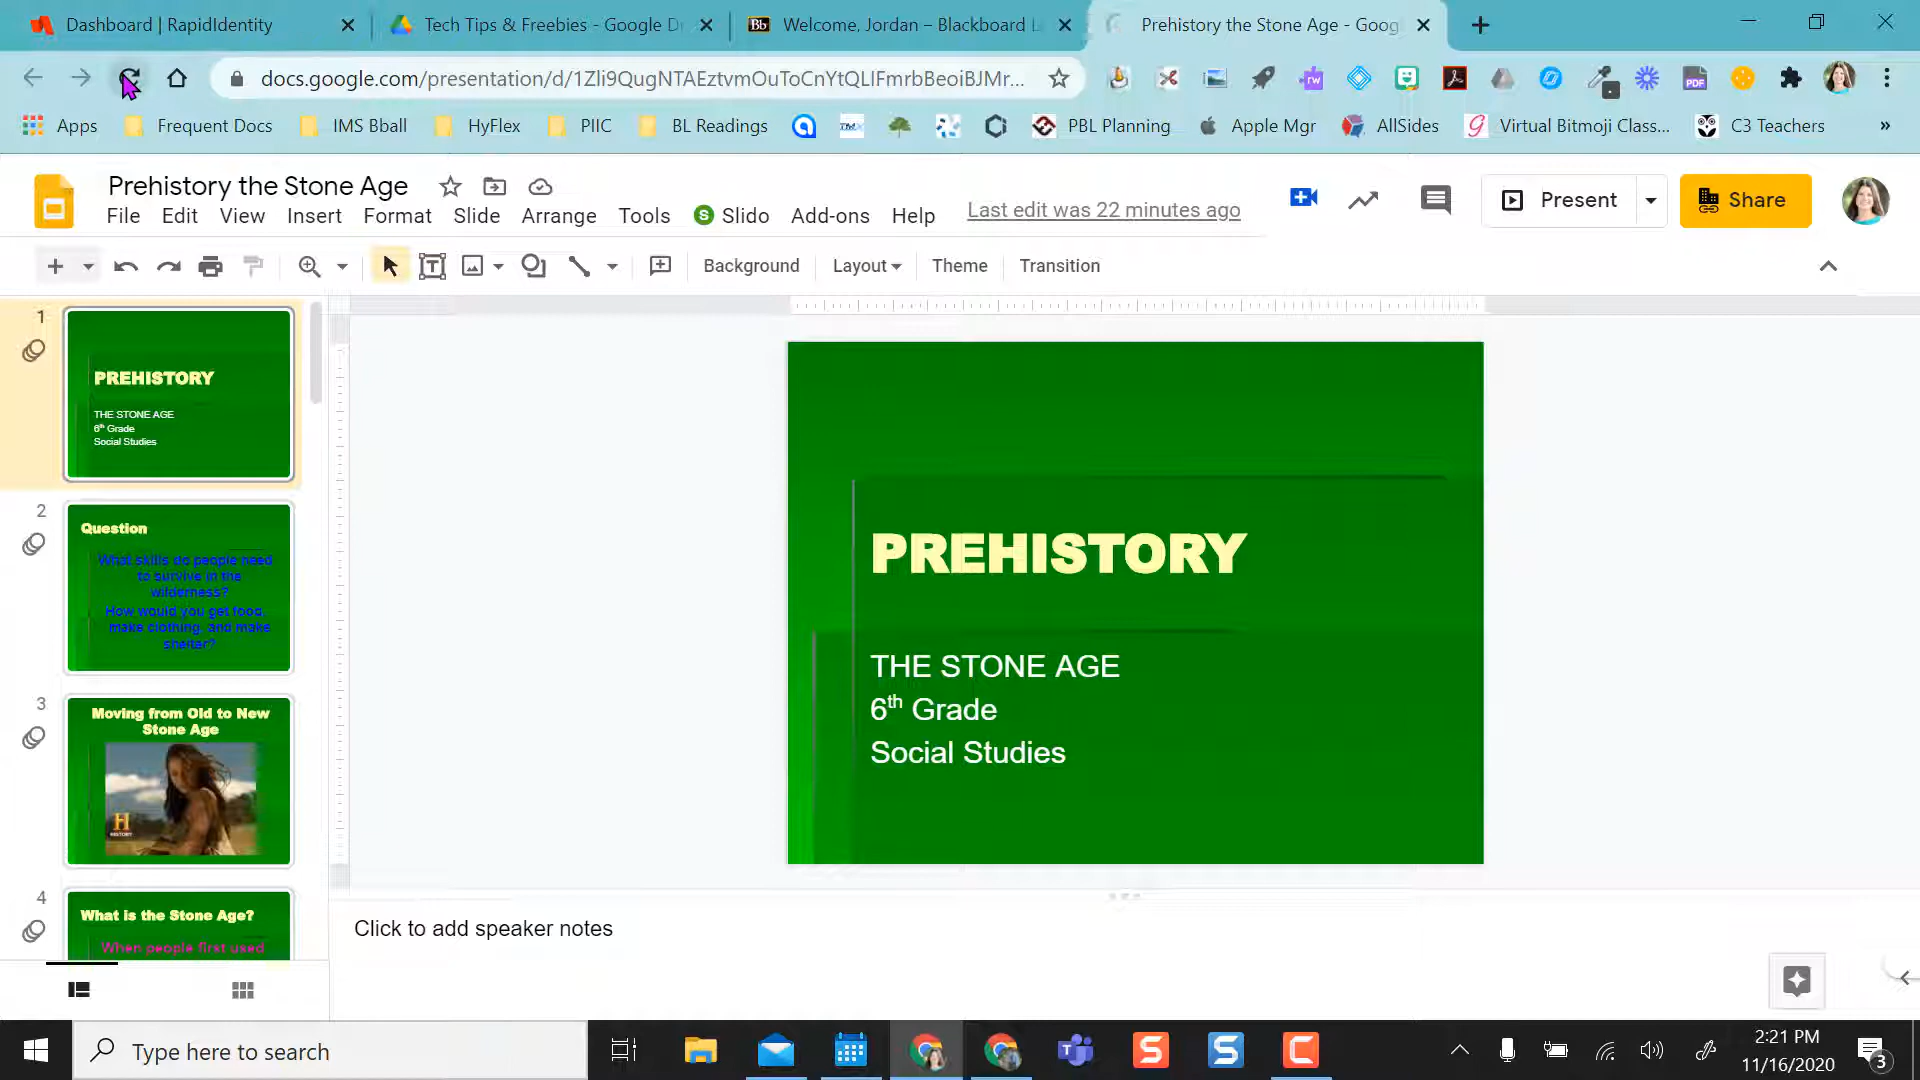 Dashboard | RapidIdentity
Tech Tips & Freebies - Google Dr
Welcome, Jordan – Blackboard L
Prehistory the Stone Age - Goog
docs.google.com/presentation/d/1Zli9QugNTAEztvmOuToCnYtQLIFmrbBeoiBJMr...
Apps
Frequent Docs
IMS Bball
HyFlex
PIIC
BL Readings
PBL Planning
Apple Mgr
AllSides
Virtual Bitmoji Class...
C3 Teachers
Prehistory the Stone Age
File Edit View Insert Format Slide Arrange Tools Slido Add-ons Help
Last edit was 22 minutes ago
Present
Share
Background
Layout
Theme
Transition
1
PREHISTORY
THE STONE AGE
6th Grade
Social Studies
2
Question
What skills do people need
to survive in the
wilderness?
How would you get food,
make clothing, and make
shelter?
3
Moving from Old to New
Stone Age
H
HISTORY
4
What is the Stone Age?
When people first used
PREHISTORY
THE STONE AGE
6th Grade
Social Studies
Click to add speaker notes
Type here to search
2:21 PM
11/16/2020
3